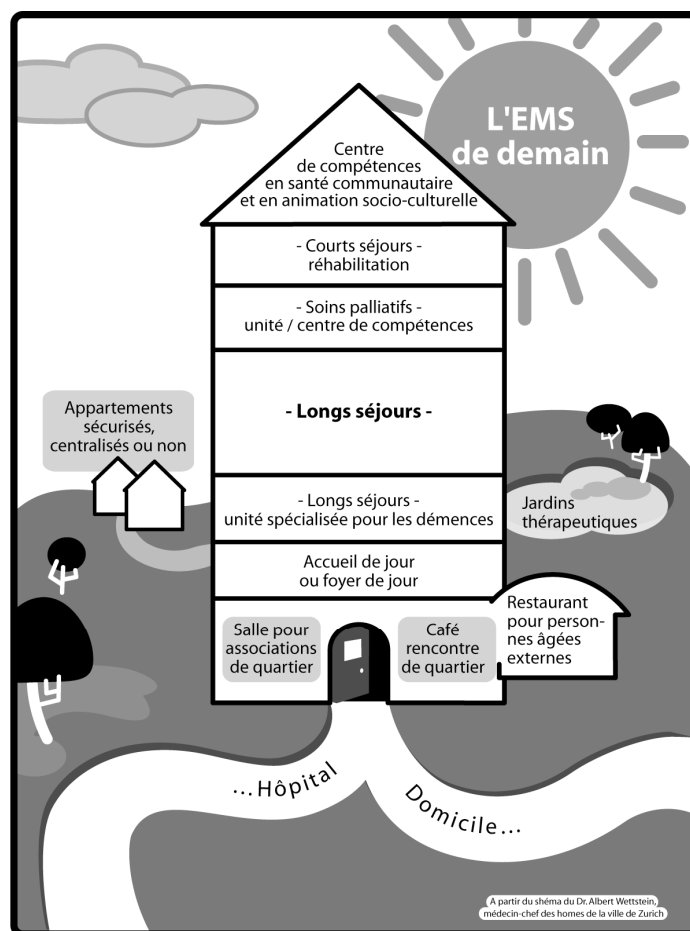 L'EMS
de demain
Centre
de compétences
en santé communautaire
et en animation socio-culturelle
- Courts séjours -
réhabilitation
- Soins palliatifs -
unité / centre de compétences
- Longs séjours -
Appartements
sécurisés,
centralisés ou non
- Longs séjours -
unité spécialisée pour les démences
Jardins
thérapeutiques
Accueil de jour
ou foyer de jour
Salle pour
associations
de quartier
Café
rencontre
de quartier
Restaurant
pour person-
nes âgées
externes
...Hôpital
Domicile...
A partir du shéma du Dr. Albert Wettstein,
médecin-chef des homes de la ville de Zurich